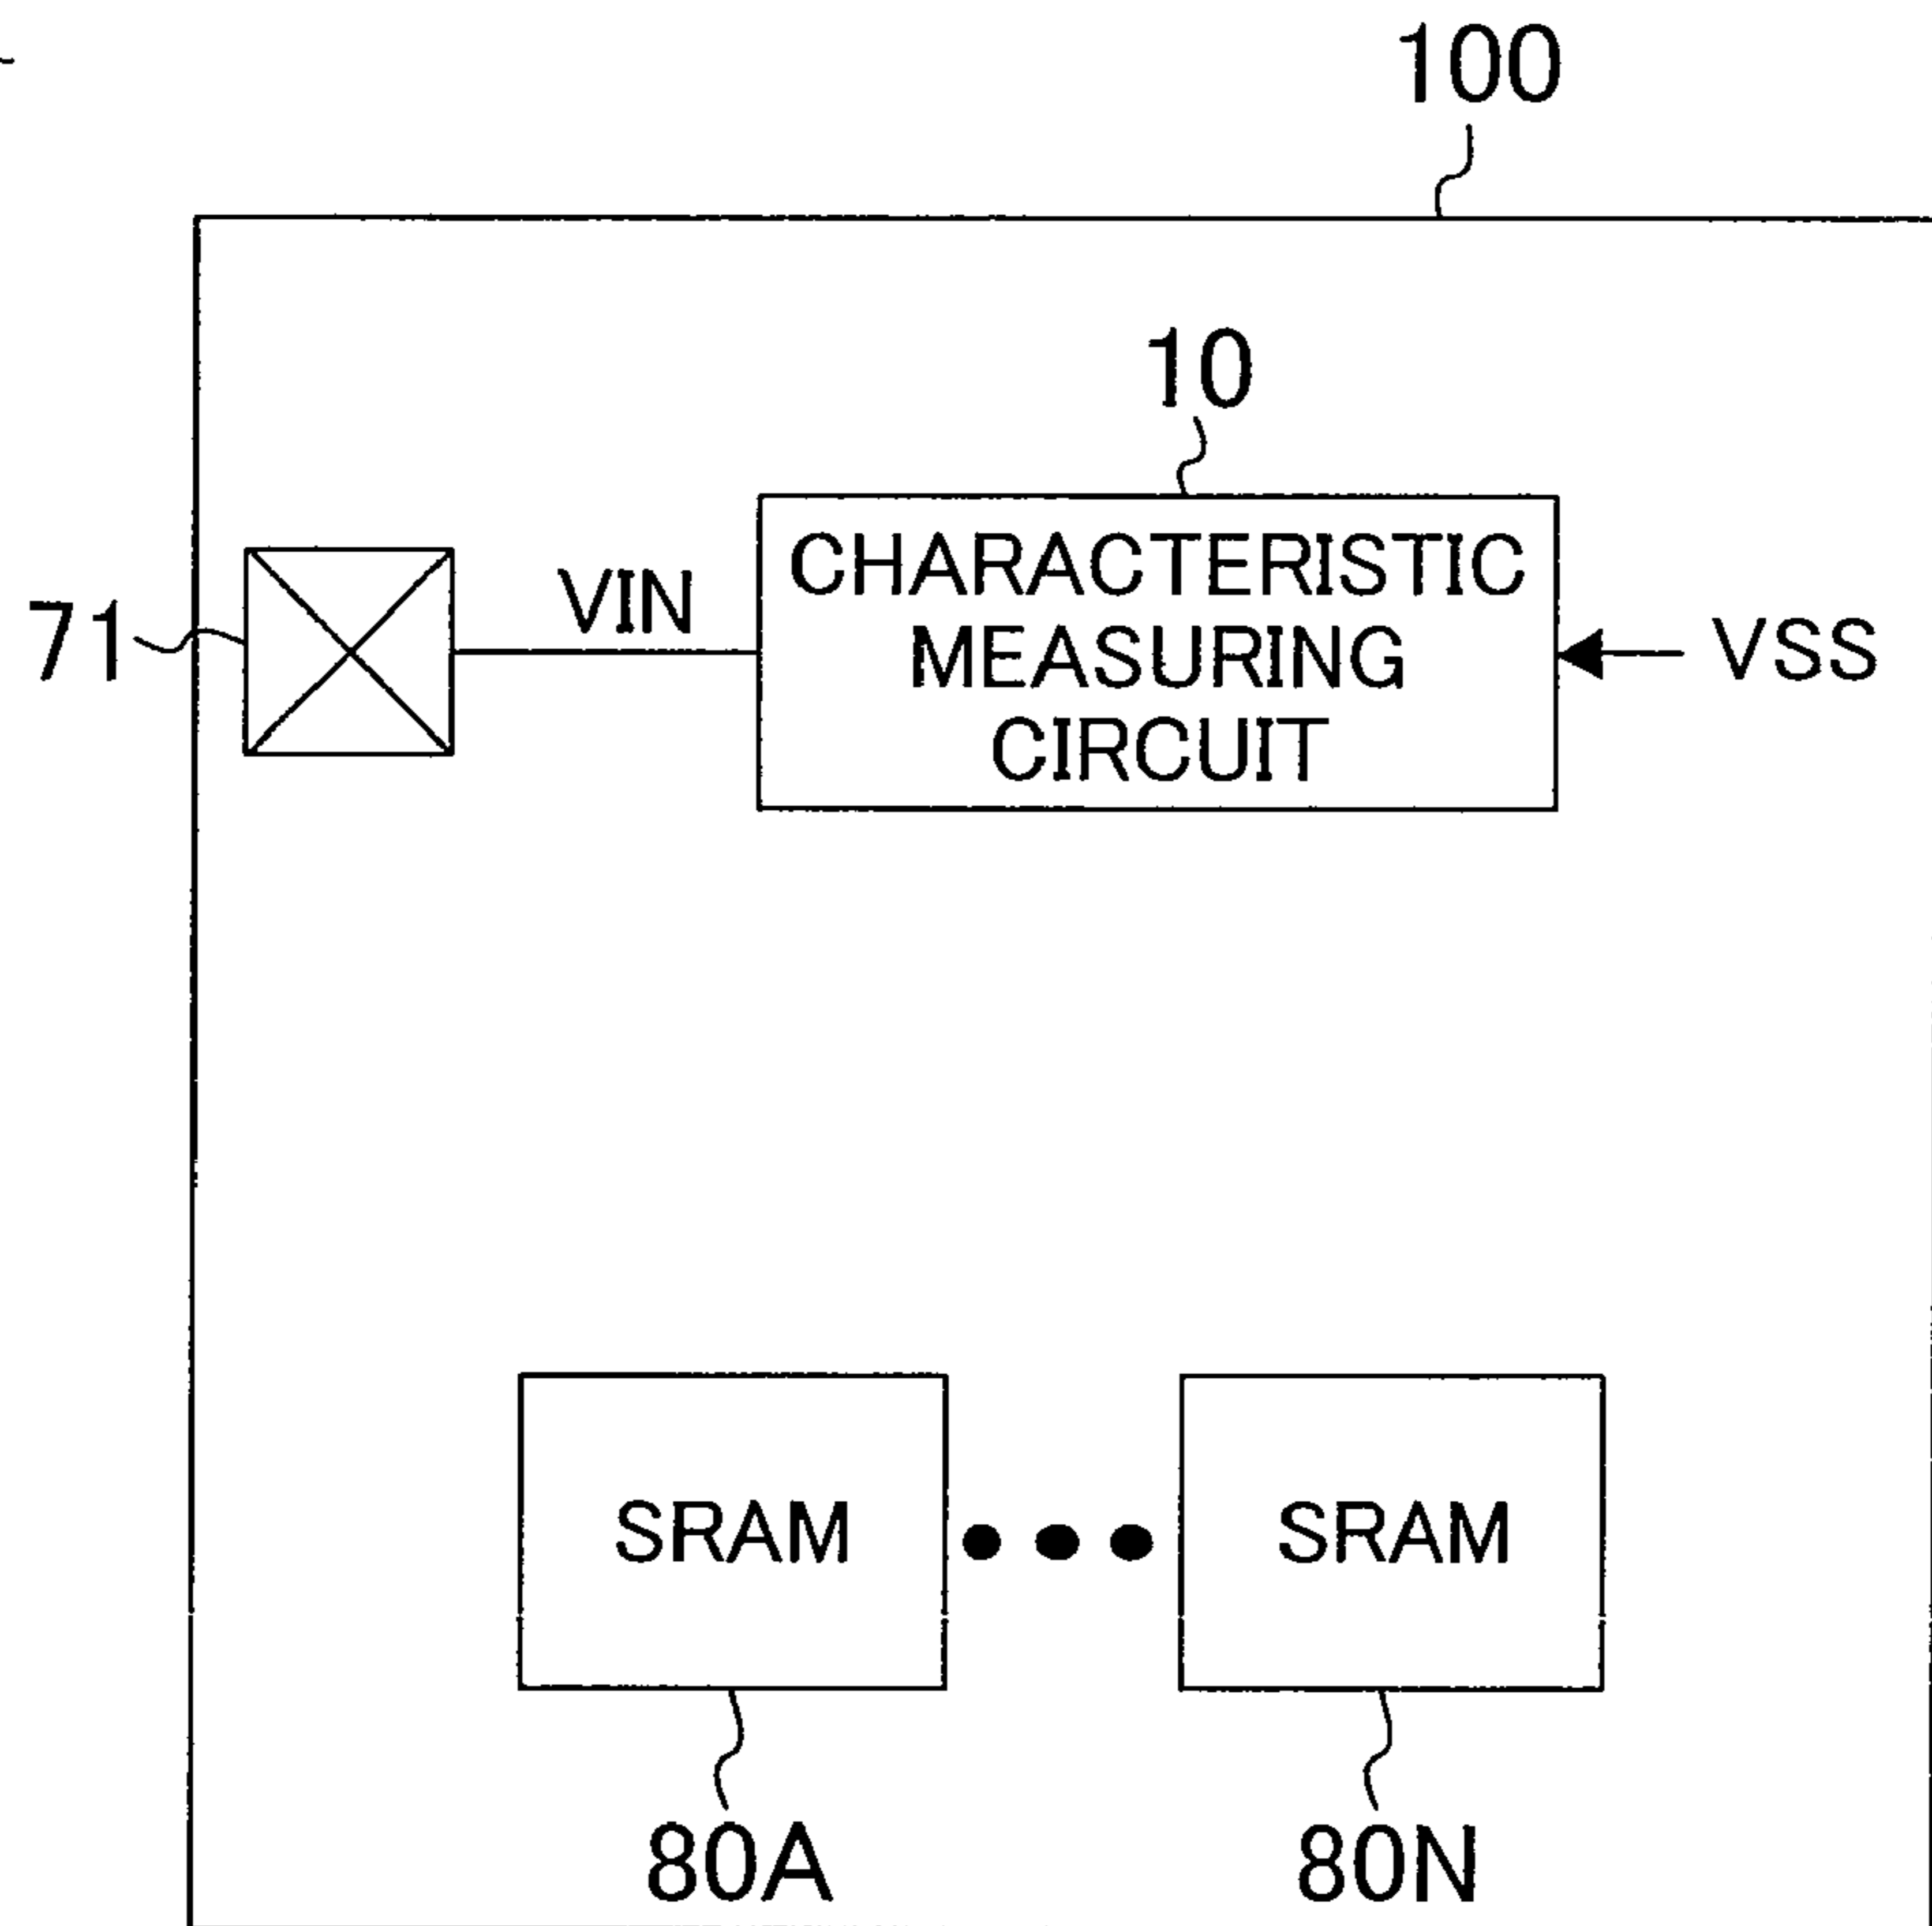 100
10
CHARACTERISTIC
MEASURING
CIRCUIT
VIN
71
VSS
SRAM
SRAM
80A
80N